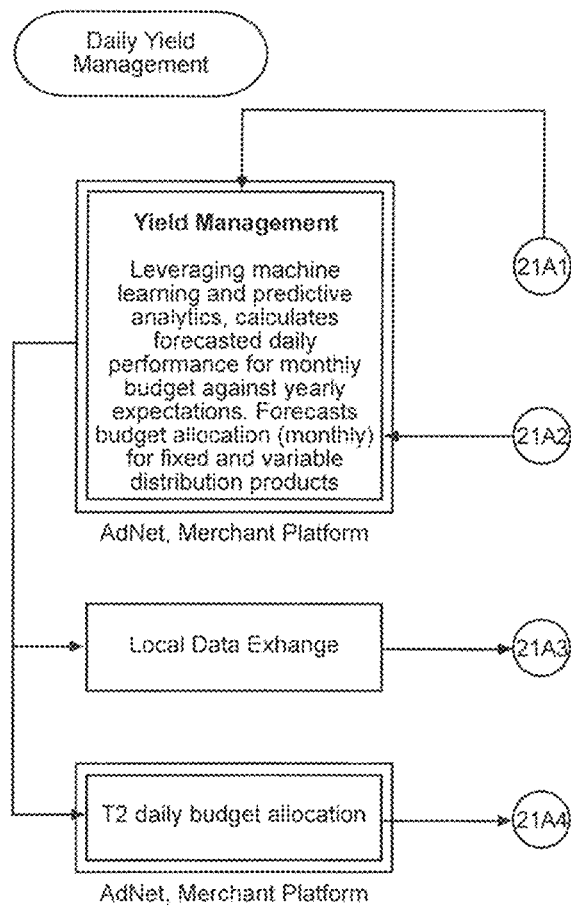 Daily Yield
Management
Yield Management
Leveraging machine
learning and predictive
analytics, calculates
forecasted daily
performance for monthly
budget against yearly
expectations. Forecasts
budget allocation (monthly)
for fixed and variable
distribution products
21A1
21A2
AdNet, Merchant Platform
Local Data Exhange
21A3
T2 daily budget allocation
21A4
AdNet, Merchant Platform